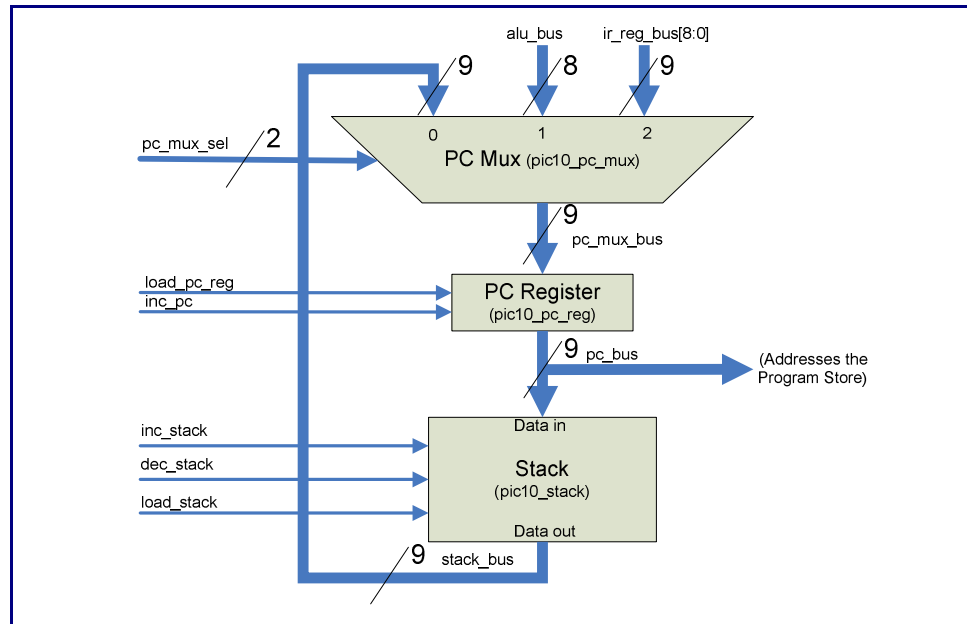 alu_bus
ir_reg_bus[8:0]
9
8
9
0
1
2
pc_mux_sel
2
PC Mux (pic10_pc_mux)
9
pc_mux_bus
load_pc_reg
inc_pc
PC Register
(pic10_pc_reg)
9
pc_bus
(Addresses the
Program Store)
Data in
inc_stack
dec_stack
load_stack
Stack
(pic10_stack)
Data out
9
stack_bus